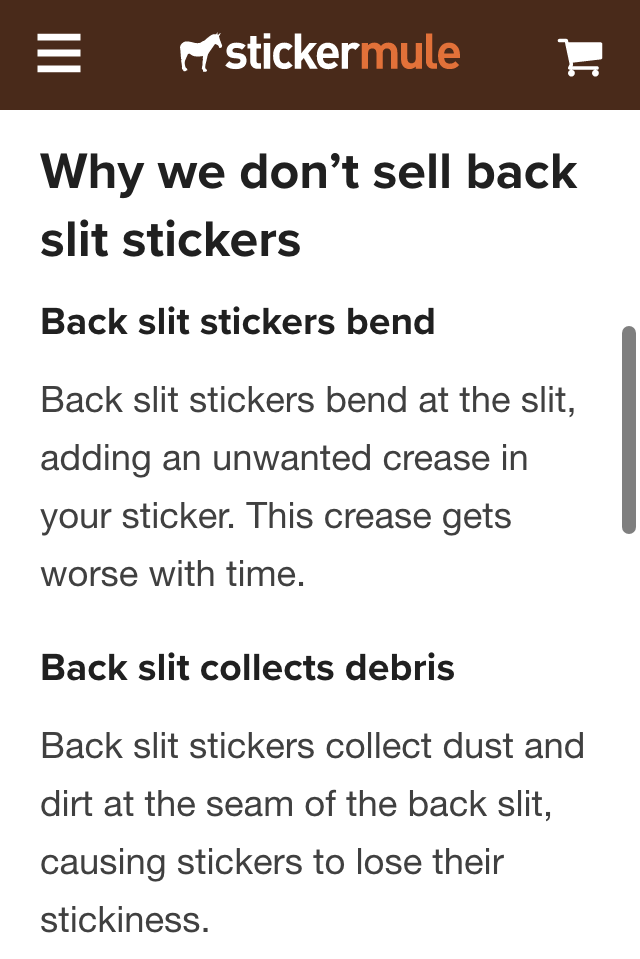 stickermule
Why we don’t sell back
slit stickers
Back slit stickers bend
Back slit stickers bend at the slit,
adding an unwanted crease in
your sticker. This crease gets
worse with time.
Back slit collects debris
Back slit stickers collect dust and
dirt at the seam of the back slit,
causing stickers to lose their
stickiness.